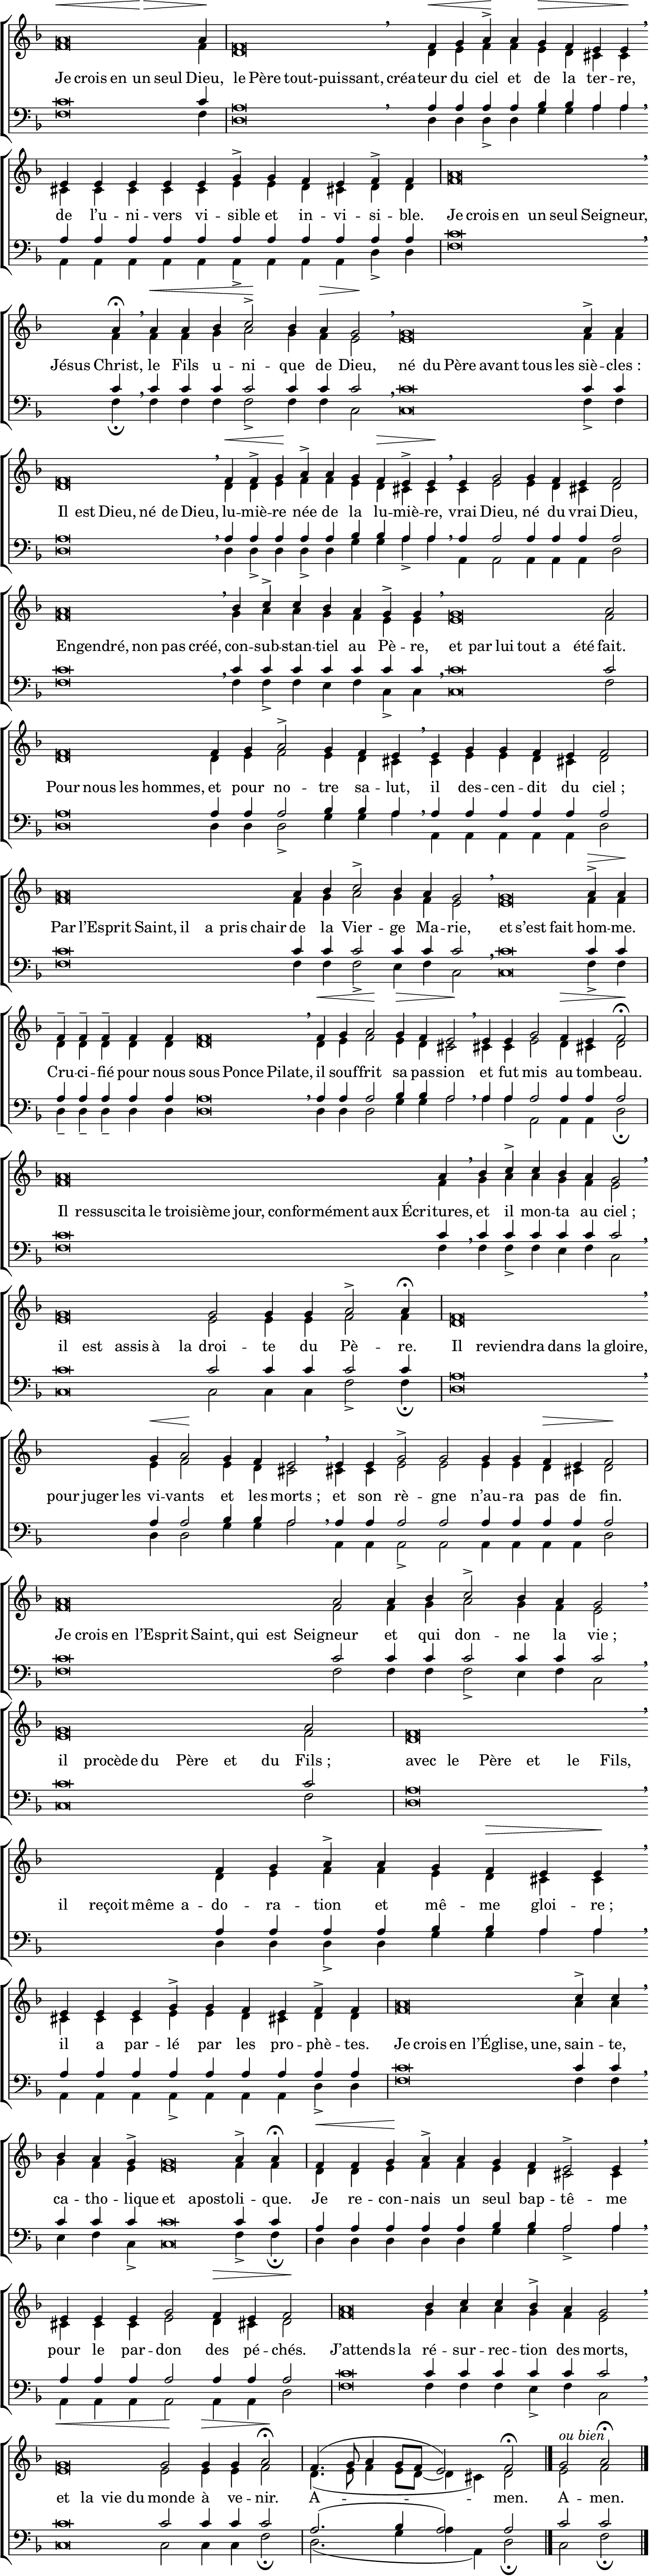 Je crois en un seul Dieu, le Père tout-puissant, créateur du ciel et de la ter -- re,
de l’u -- ni -- vers vi -- sible et in -- vi -- si -- ble. Je crois en un seul Seigneur,
Jésus Christ, le Fils u -- ni -- que de Dieu, né du Père avant tous les siè -- cles :
Il est Dieu, né de Dieu, lu -- miè -- re née de la lu -- miè -- re, vrai Dieu, né du vrai Dieu,
Engendré, non pas créé, con -- sub -- stan -- tiel au Pè -- re, et par lui tout a été fait.
Pour nous les hommes, et pour no -- tre sa -- lut, il des -- cen -- dit du ciel ;
Par l’Esprit Saint, il a pris chair de la Vier -- ge Ma -- rie, et s’est fait hom -- me.
Cru -- ci -- fié pour nous sous Ponce Pilate, il souf -- frit sa pas -- sion et fut mis au tom -- beau.
Il ressuscita le troisième jour, conformément aux Écritures, et il mon -- ta au ciel ;
il est assis à la droi -- te du Pè -- re. Il reviendra dans la gloire,
pour juger les vi -- vants et les morts ; et son rè -- gne n’au -- ra pas de fin.
Je crois en l’Esprit Saint, qui est Seigneur et qui don -- ne la vie ;
il procède du Père et du Fils ; avec le Père et le Fils,
il reçoit même a -- do -- ra -- tion et mê -- me gloi -- re ;
il a par -- lé par les pro -- phè -- tes. Je crois en l’Église, une, sain -- te,
ca -- tho -- lique et aposto -- li -- que. Je re -- con -- nais un seul bap -- tê -- me
pour le par -- don des pé -- chés. J’attends la ré -- sur -- rec -- tion des morts,
ou bien
et la vie du monde à ve -- nir. A -- men. A -- men.